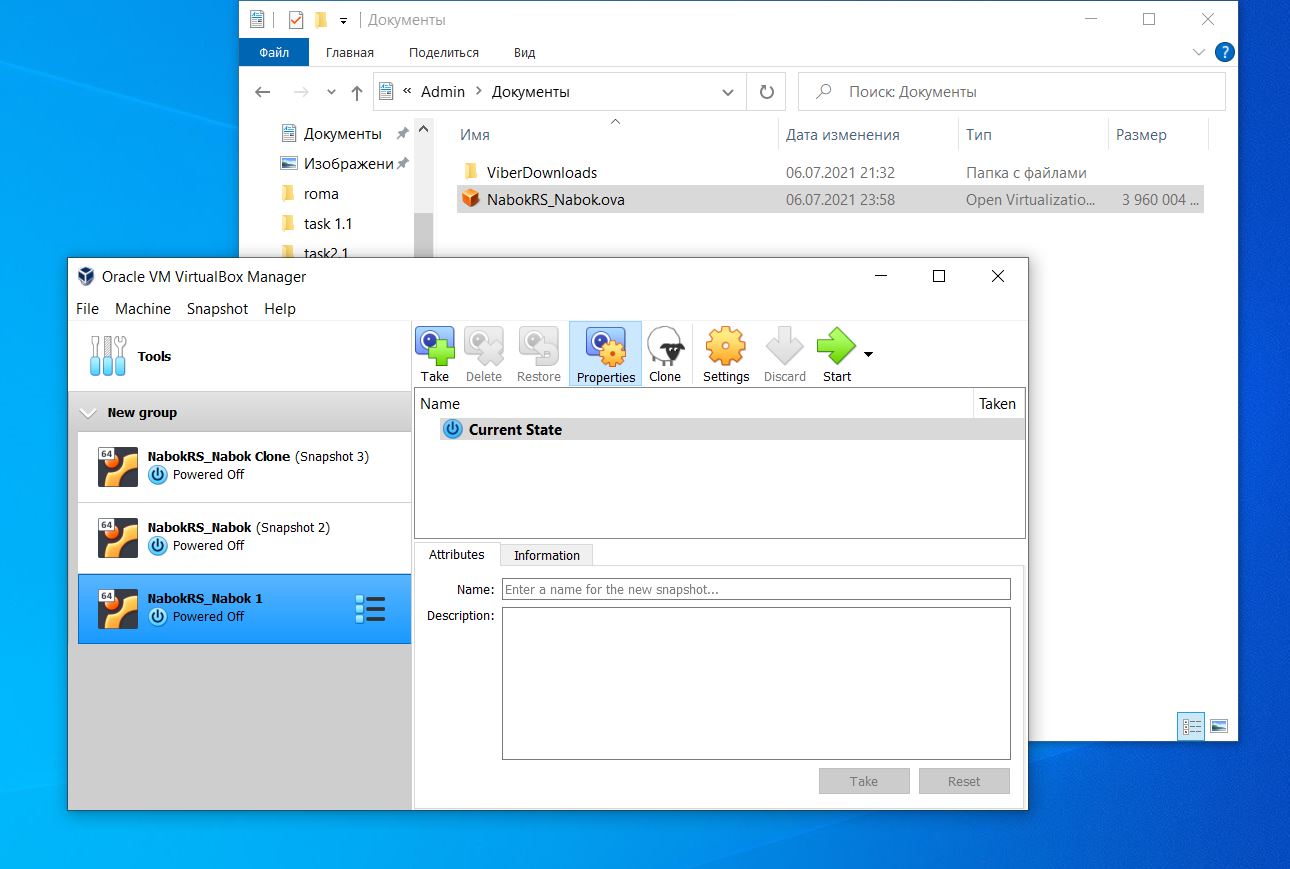 Документы
Файл Главная Поделиться Вид
« Admin > Документы
Поиск: Документы
Имя Дата изменения Тип Размер
ViberDownloads 06.07.2021 21:32 Папка с файлами
NabokRS_Nabok.ova 06.07.2021 23:58 Open Virtualizatio... 3 960 004 ...
Документы
Изображени
roma
task 1.1
task2.1
Oracle VM VirtualBox Manager
File Machine Snapshot Help
Tools
New group
64
NabokRS_Nabok Clone (Snapshot 3)
Powered Off
64
NabokRS_Nabok (Snapshot 2)
Powered Off
64
NabokRS_Nabok 1
Powered Off
Take Delete Restore Properties Clone Settings Discard Start
Name Taken
Current State
Attributes Information
Name: Enter a name for the new snapshot...
Description:
Take Reset